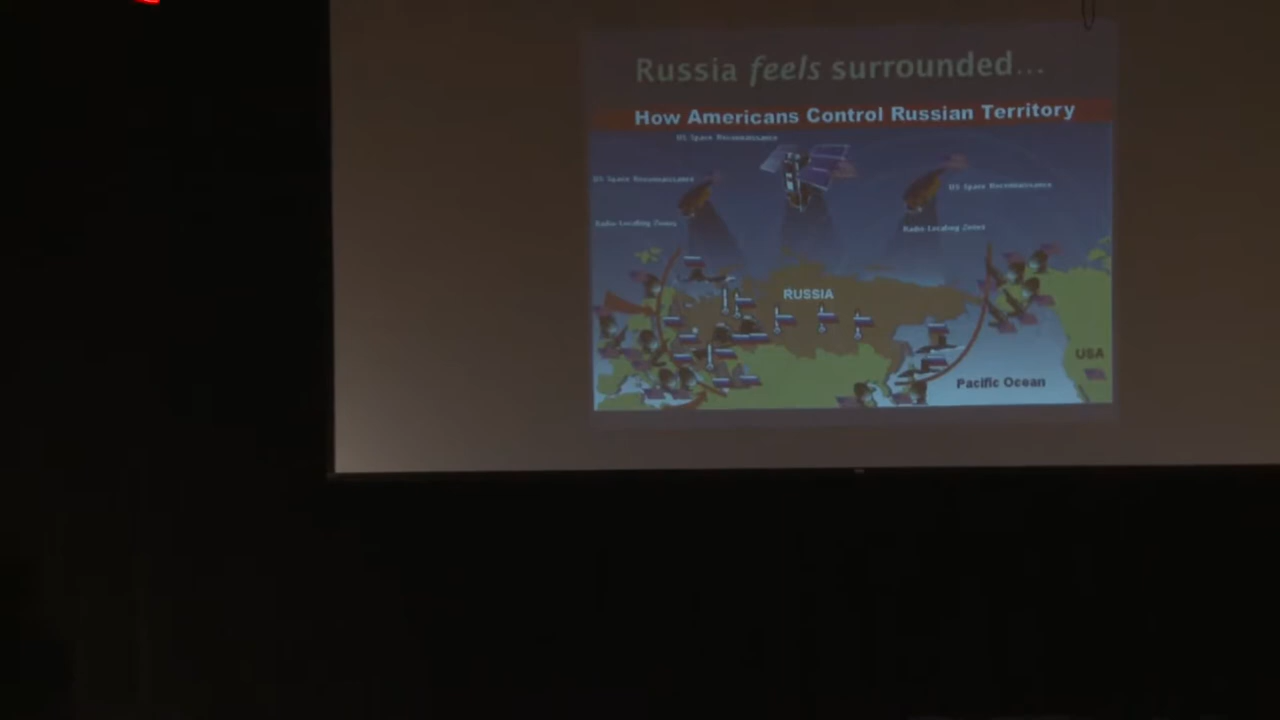 Russia feels surrounded...
How Americans Control Russian Territory
US Space Reconnaissance
US Space Reconnaissance
US Space Reconnaissance
Radio Locating Zones
Radio Locating Zones
RUSSIA
USA
Pacific Ocean